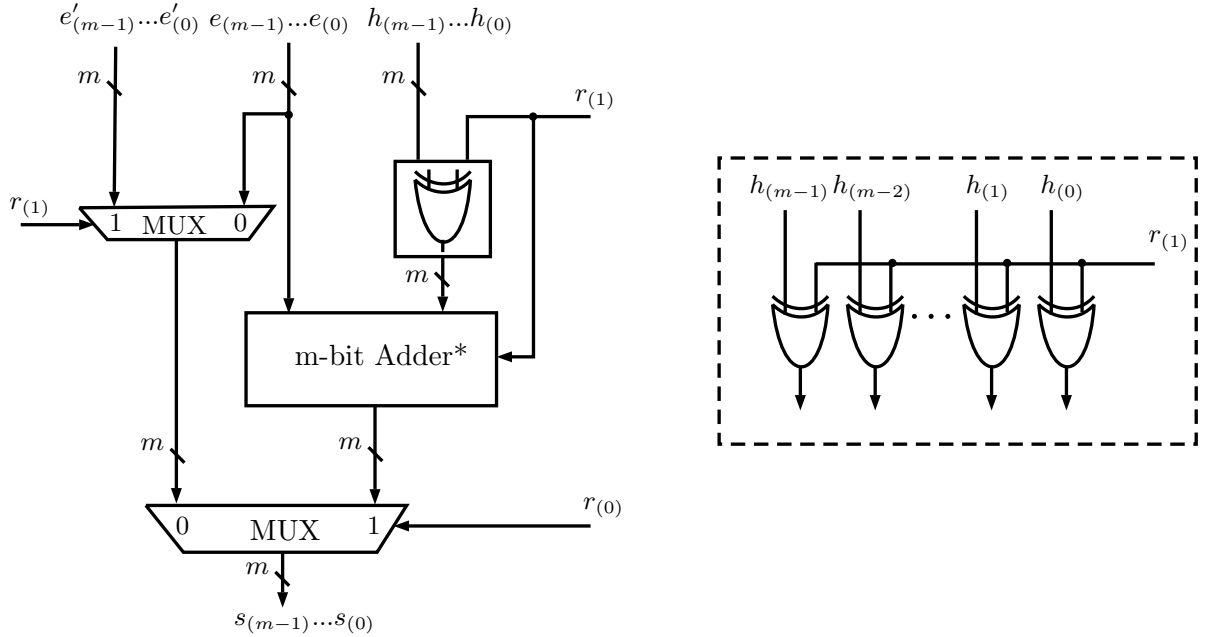 e′(m−1)...e′(0) e(m−1)...e(0) h(m−1)...h(0)
m m m
r(1)
r(1)
1 MUX 0
m
m-bit Adder*
m m
0 MUX 1
r(0)
m
s(m−1)...s(0)
h(m−1) h(m−2) h(1) h(0)
r(1)
. . .